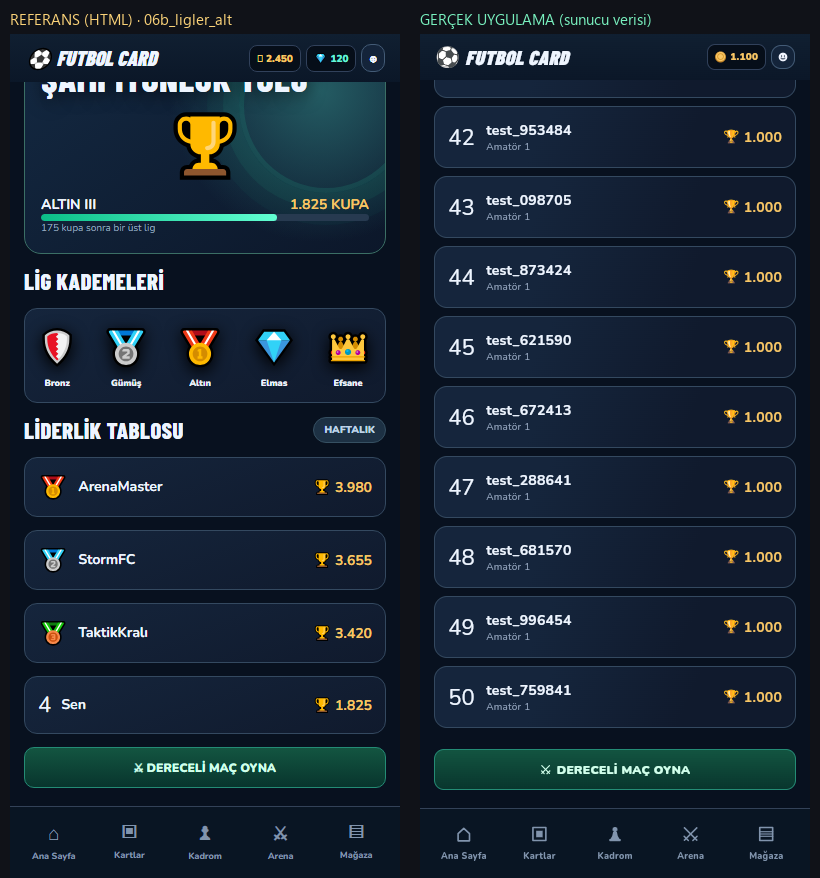 REFERANS (HTML) · 06b_ligler_alt
FUTBOL CARD
2.450
120
ŞAMPİYONLUK YOLU
ALTIN III
1.825 KUPA
175 kupa sonra bir üst lig
LİG KADEMELERİ
Bronz
Gümüş
Altın
Elmas
Efsane
LİDERLİK TABLOSU
HAFTALIK
ArenaMaster
3.980
StormFC
3.655
TaktikKralı
3.420
4 Sen
1.825
DERECELİ MAÇ OYNA
Ana Sayfa
Kartlar
Kadrom
Arena
Mağaza
GERÇEK UYGULAMA (sunucu verisi)
FUTBOL CARD
1.100
42 test_953484
Amatör 1
1.000
43 test_098705
Amatör 1
1.000
44 test_873424
Amatör 1
1.000
45 test_621590
Amatör 1
1.000
46 test_672413
Amatör 1
1.000
47 test_288641
Amatör 1
1.000
48 test_681570
Amatör 1
1.000
49 test_996454
Amatör 1
1.000
50 test_759841
Amatör 1
1.000
DERECELİ MAÇ OYNA
Ana Sayfa
Kartlar
Kadrom
Arena
Mağaza